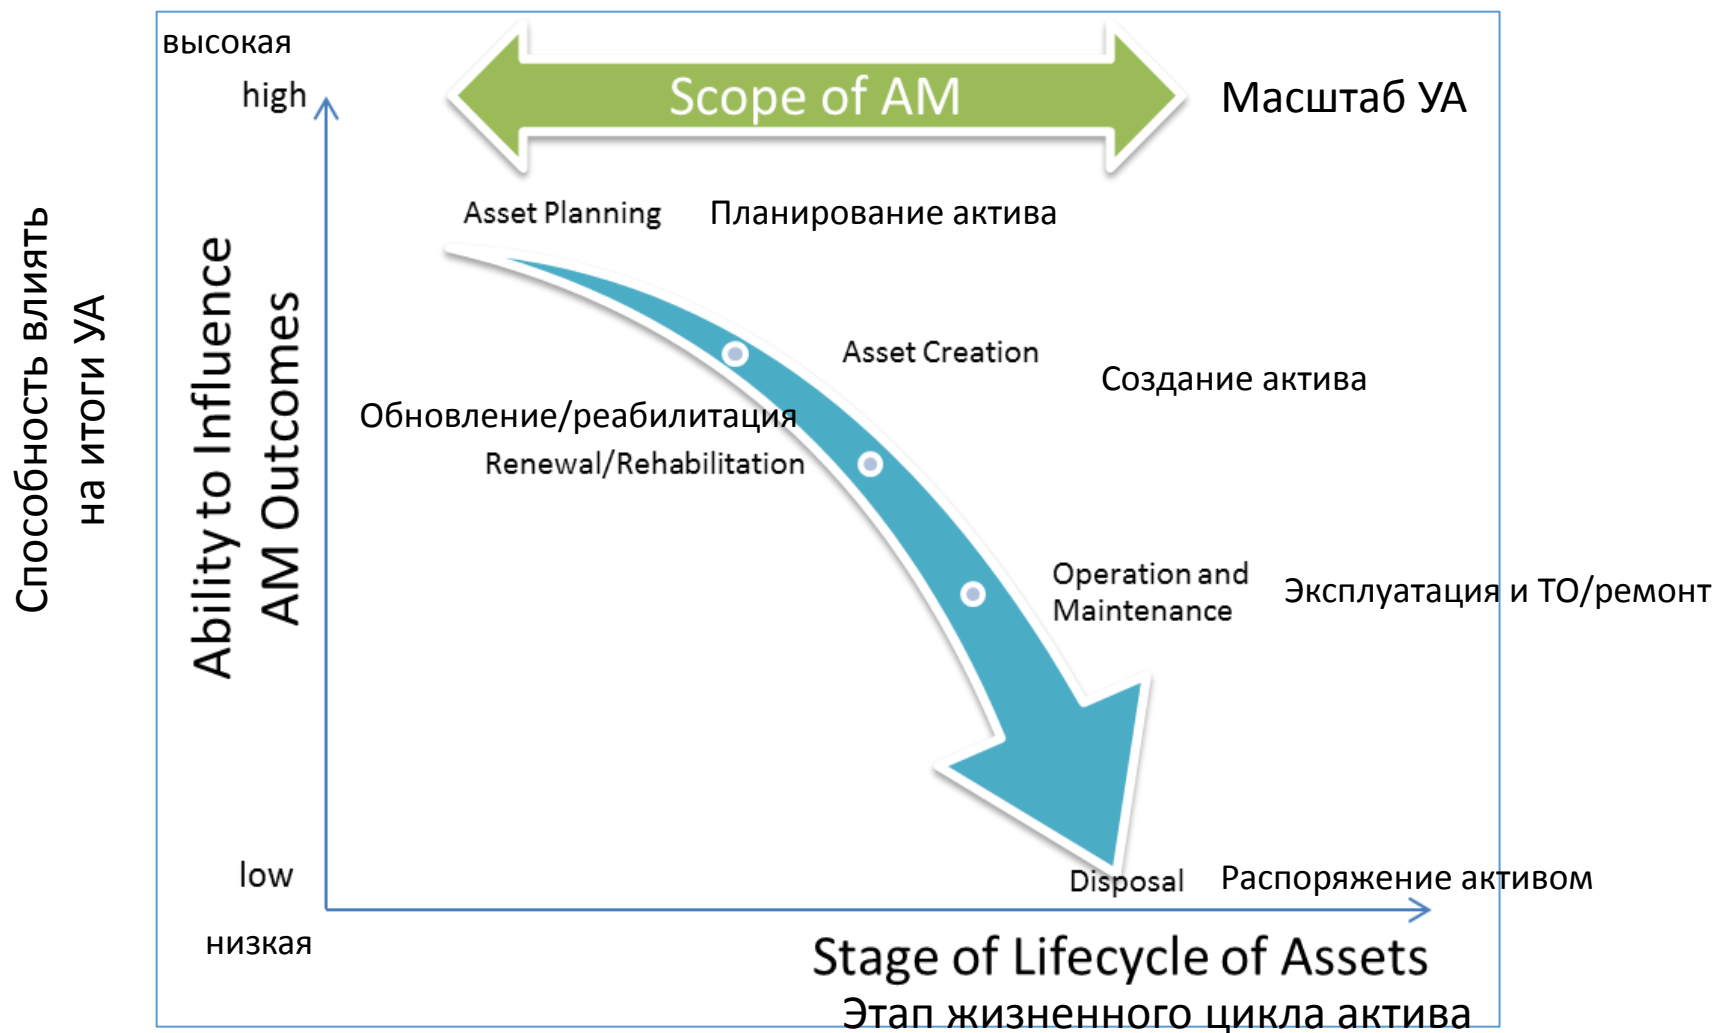 высокая
high
Scope of AM
Масштаб УА
Asset Planning
Планирование актива
Способность влиять
на итоги УА
Ability to Influence
AM Outcomes
Asset Creation
Создание актива
Обновление/реабилитация
Renewal/Rehabilitation
Operation and
Maintenance
Эксплуатация и ТО/ремонт
low
Disposal
Распоряжение активом
низкая
Stage of Lifecycle of Assets
Этап жизненного цикла актива